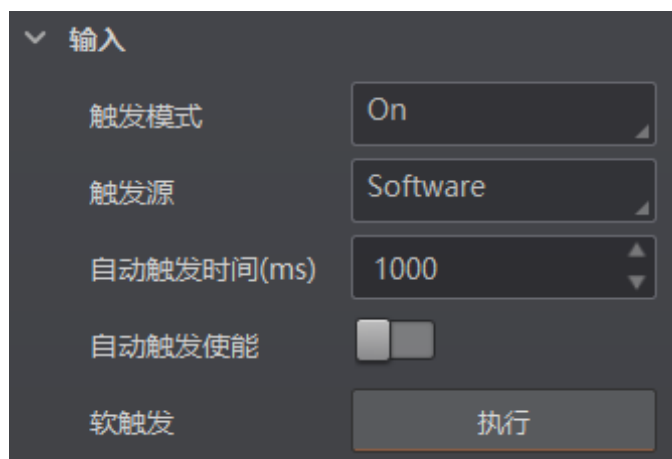 输入
触发模式 On
触发源 Software
自动触发时间(ms) 1000
自动触发使能
软触发 执行